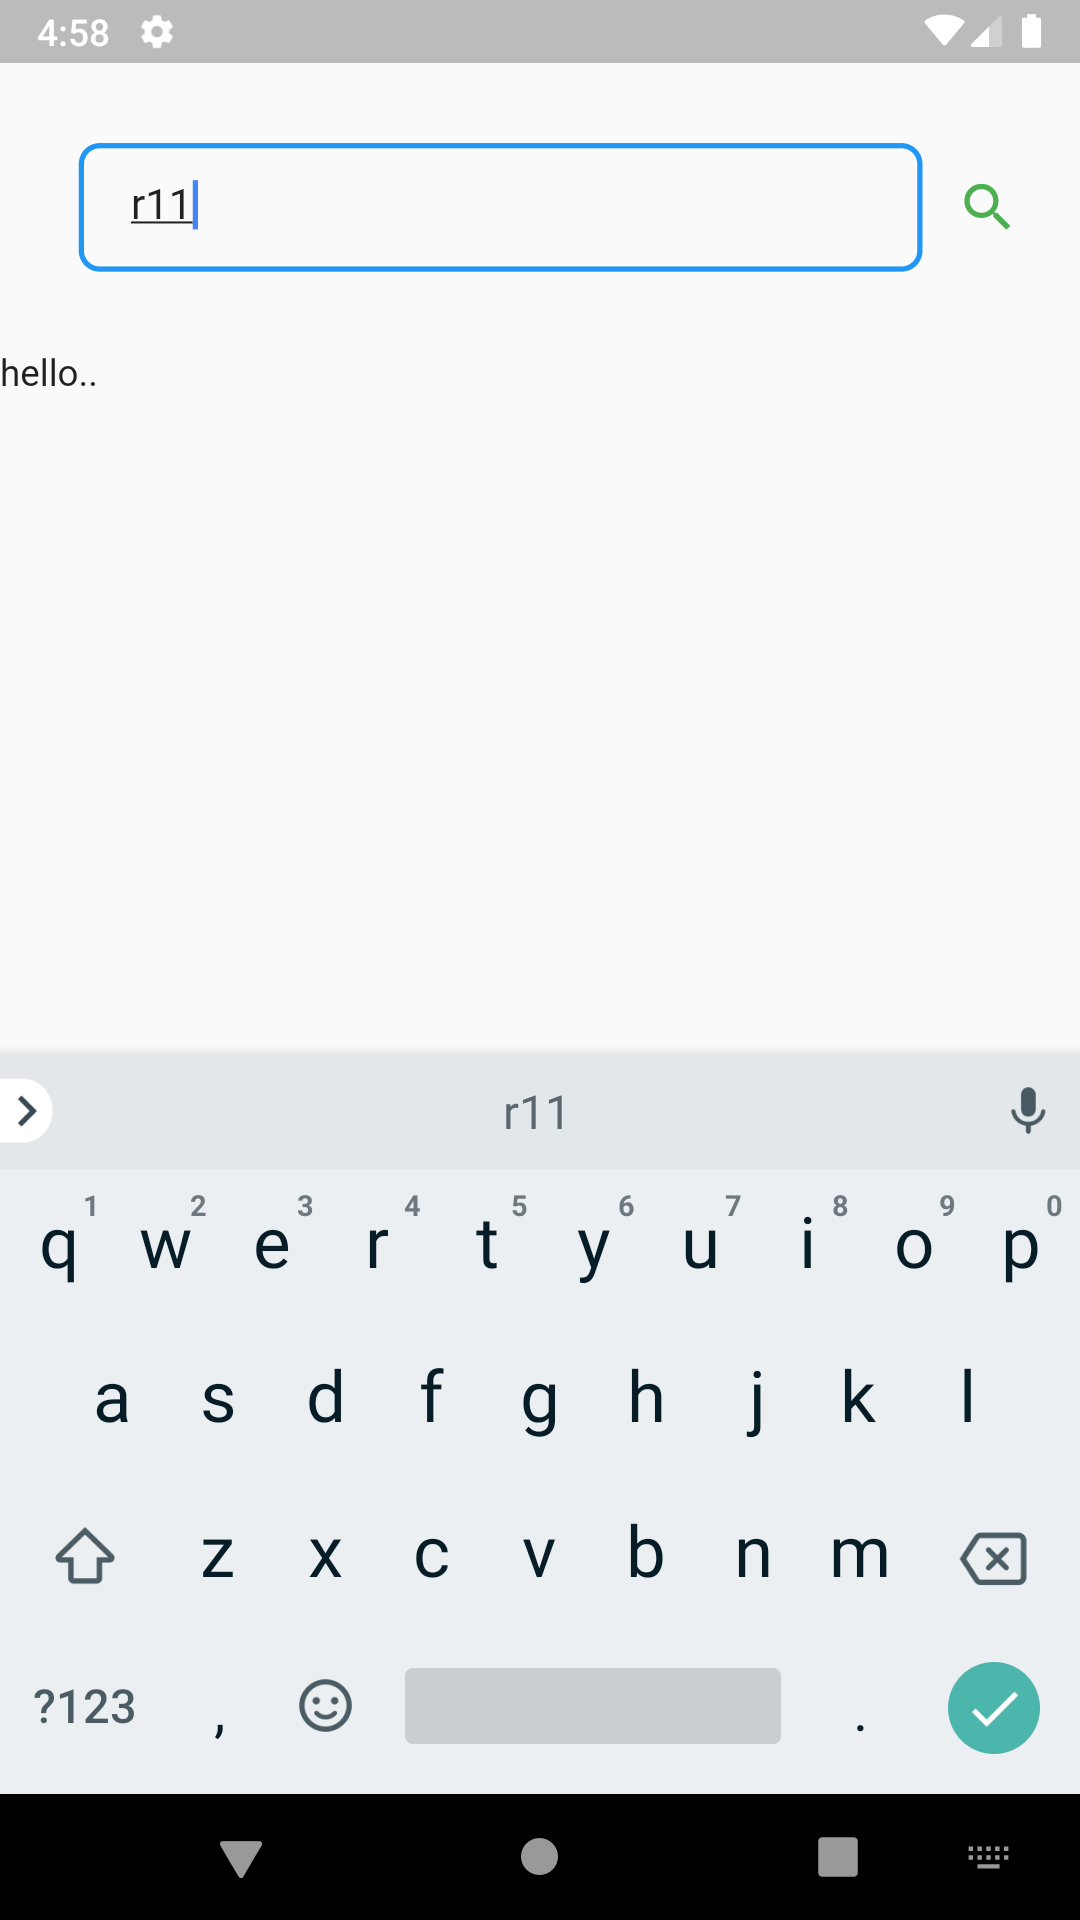 4:58
r11
hello..
r11
q 1 w 2 e 3 r 4 t 5 y 6 u 7 i 8 o 9 p 0
a s d f g h j k l
z x c v b n m
?123 , .